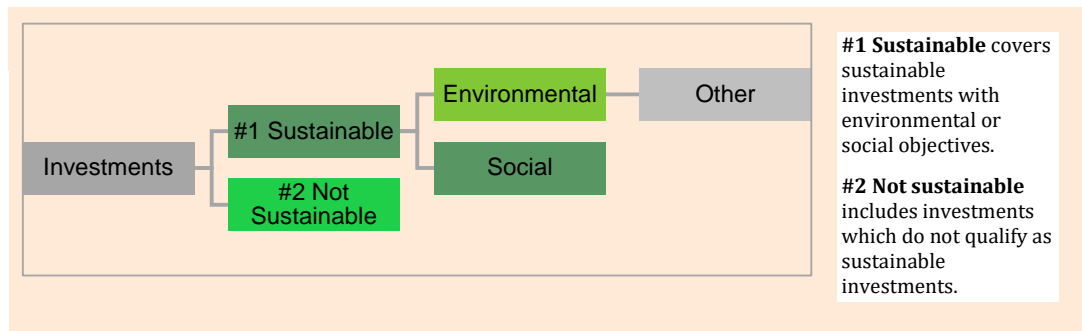 Investments
#1 Sustainable
#2 Not
Sustainable
Environmental
Social
Other
#1 Sustainable covers
sustainable
investments with
environmental or
social objectives.
#2 Not sustainable
includes investments
which do not qualify as
sustainable
investments.